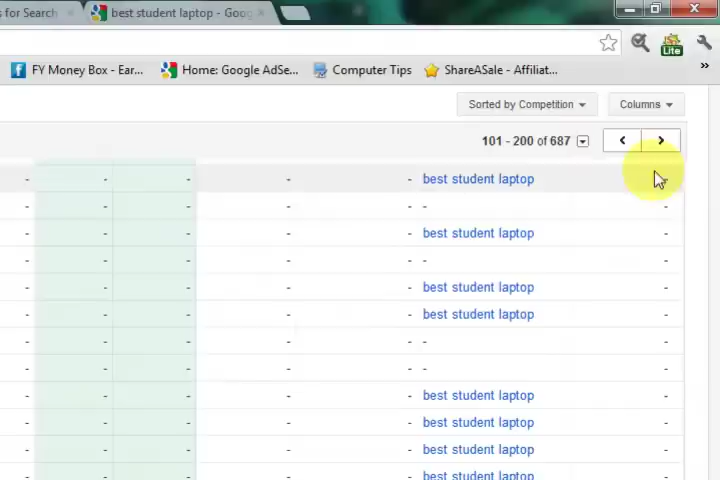 s for Search
best student laptop - Goo
Lite
FY Money Box - Ear...
Home: Google AdSe...
Computer Tips
ShareASale - Affiliat...
»
Sorted by Competition
Columns
101 - 200 of 687
- - - - - best student laptop -
- - - - - - -
- - - - - best student laptop -
- - - - - - -
- - - - - best student laptop -
- - - - - best student laptop -
- - - - - - -
- - - - - - -
- - - - - best student laptop -
- - - - - best student laptop -
- - - - - best student laptop -
- - - - - best student laptop -